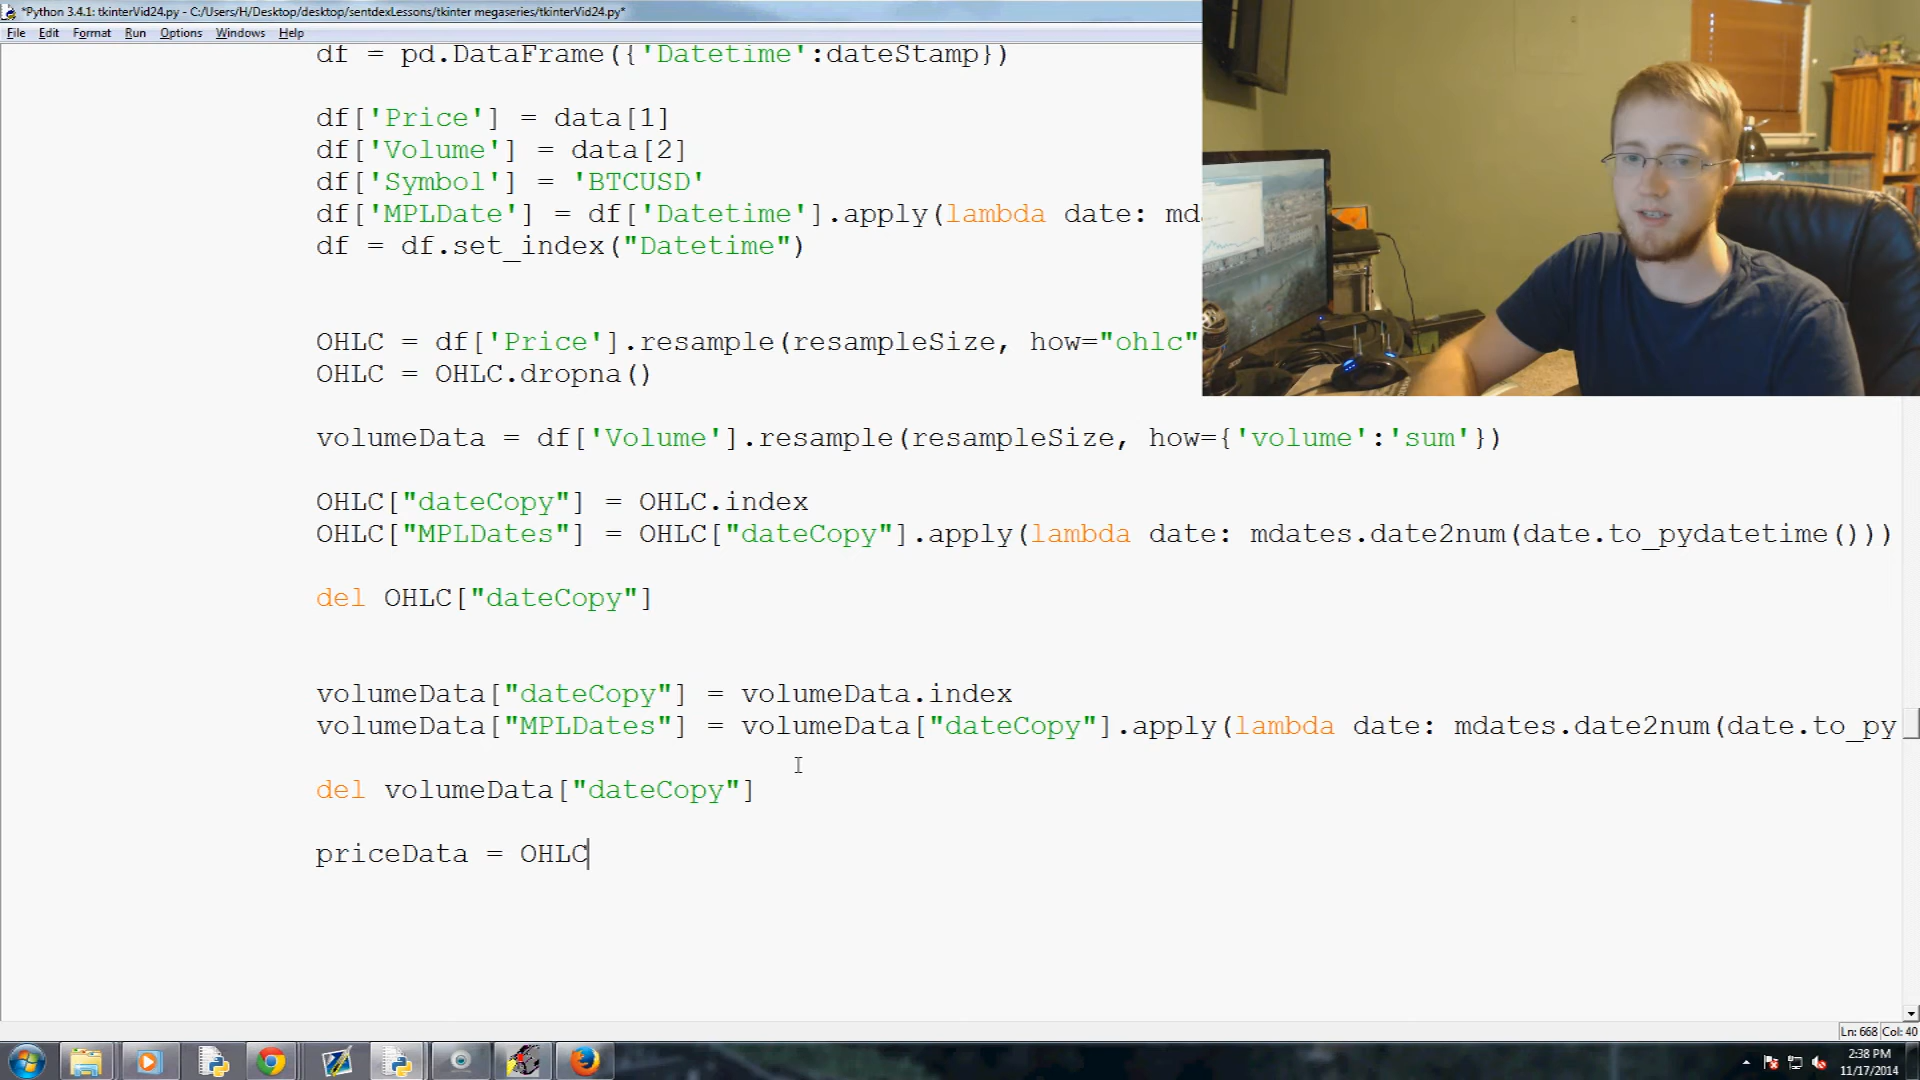 *Python 3.4.1: tkinterVid24.py - C:/Users/H/Desktop/desktop/sentdexLessons/tkinter megaseries/tkinterVid24.py*
File Edit Format Run Options Windows Help
df = pd.DataFrame({'Datetime':dateStamp})
df['Price'] = data[1]
df['Volume'] = data[2]
df['Symbol'] = 'BTCUSD'
df['MPLDate'] = df['Datetime'].apply(lambda date: md
df = df.set_index("Datetime")
OHLC = df['Price'].resample(resampleSize, how="ohlc"
OHLC = OHLC.dropna()
volumeData = df['Volume'].resample(resampleSize, how={'volume':'sum'})
OHLC["dateCopy"] = OHLC.index
OHLC["MPLDates"] = OHLC["dateCopy"].apply(lambda date: mdates.date2num(date.to_pydatetime()))
del OHLC["dateCopy"]
volumeData["dateCopy"] = volumeData.index
volumeData["MPLDates"] = volumeData["dateCopy"].apply(lambda date: mdates.date2num(date.to_py
del volumeData["dateCopy"]
priceData = OHLC
Ln: 668 Col: 40
2:38 PM
11/17/2014